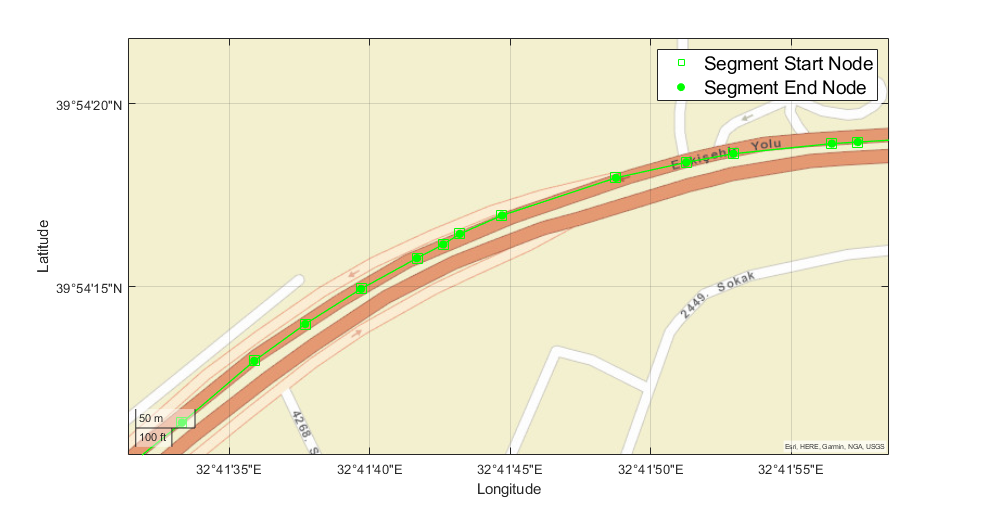 Segment Start Node
Segment End Node
39°54'20"N
Eskişehir Yolu
Latitude
39°54'15"N
2449. Sokak
50 m
100 ft
4268. S
Esri, HERE, Garmin, NGA, USGS
32°41'35"E
32°41'40"E
32°41'45"E
32°41'50"E
32°41'55"E
Longitude